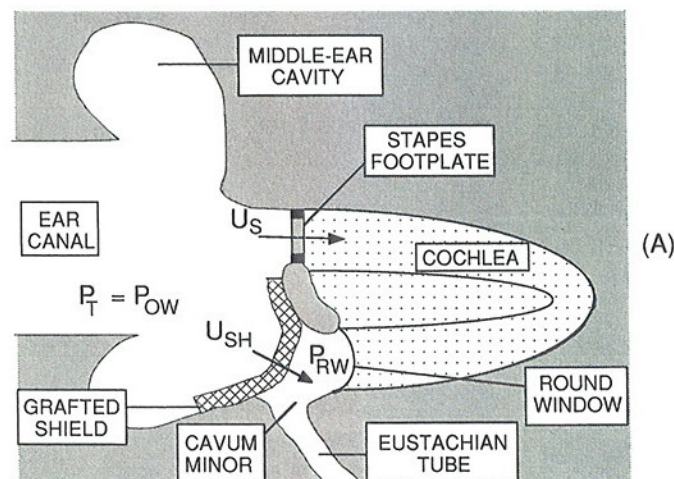 MIDDLE-EAR
CAVITY
STAPES
FOOTPLATE
EAR
CANAL
U_S
COCHLEA
(A)
P_T = P_OW
U_SH
P_RW
GRAFTED
SHIELD
CAVUM
MINOR
EUSTACHIAN
TUBE
ROUND
WINDOW